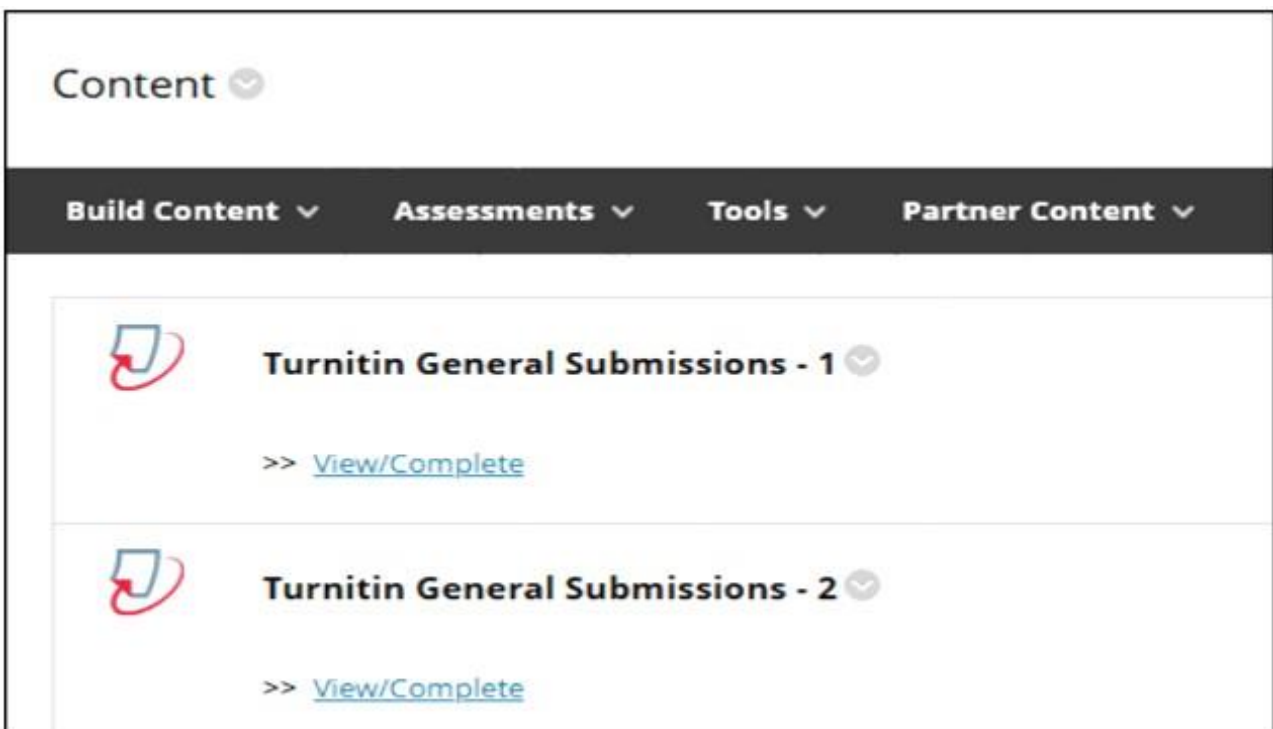 Content
Build Content Assessments Tools Partner Content
Turnitin General Submissions - 1
>> View/Complete
Turnitin General Submissions - 2
>> View/Complete